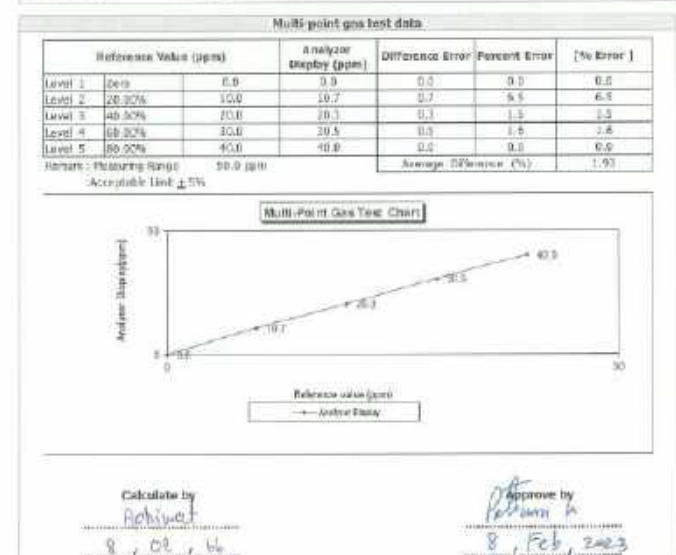 Multi-point gas test data
Reference Value (ppm) Analyzer Display (ppm) Difference Error Percent Error [% Error ]
Level 1 Zero 0.0 0.0 0.0 0.0 0.0
Level 2 20.00% 10.0 10.7 0.7 6.5 6.5
Level 3 40.00% 20.0 20.3 0.3 1.5 1.5
Level 4 60.00% 30.0 30.5 0.5 1.6 1.6
Level 5 80.00% 40.0 40.0 0.0 0.0 0.0
Remark : Measuring Range 50.0 ppm Average Difference (%) 1.92
:Acceptable Limit ± 5%
Multi-Point Gas Test Chart
Analyzer Display(ppm)
50
40.0
30.5
20.3
10.7
0 0.0
0
Reference value (ppm)
Analyzer Display
Calculate by Approve by
8 , 02 , 66 8 , Feb , 2023